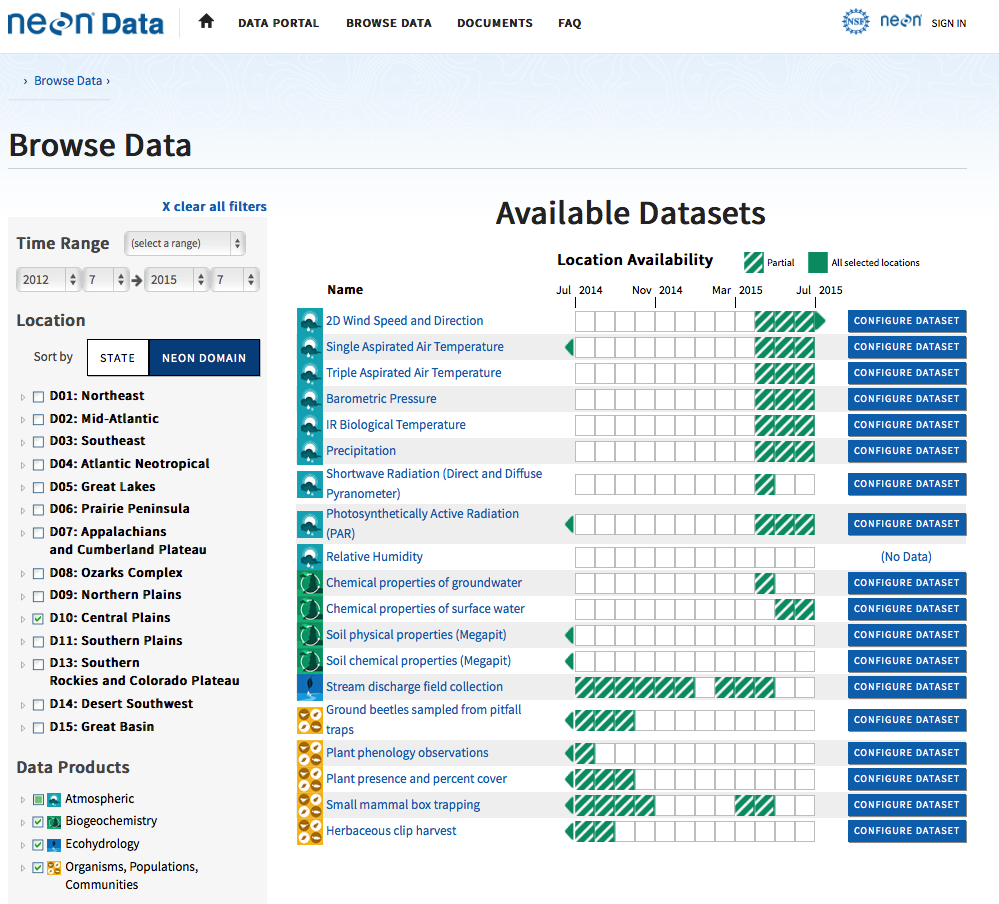 neon Data
DATA PORTAL BROWSE DATA DOCUMENTS FAQ
NSF neon SIGN IN
› Browse Data ›
Browse Data
X clear all filters
Time Range (select a range)
2012 7 2015 7
Location
Sort by STATE NEON DOMAIN
D01: Northeast
D02: Mid-Atlantic
D03: Southeast
D04: Atlantic Neotropical
D05: Great Lakes
D06: Prairie Peninsula
D07: Appalachians
and Cumberland Plateau
D08: Ozarks Complex
D09: Northern Plains
D10: Central Plains
D11: Southern Plains
D13: Southern
Rockies and Colorado Plateau
D14: Desert Southwest
D15: Great Basin
Data Products
Atmospheric
Biogeochemistry
Ecohydrology
Organisms, Populations,
Communities
Available Datasets
Location Availability Partial All selected locations
Name Jul 2014 Nov 2014 Mar 2015 Jul 2015
2D Wind Speed and Direction CONFIGURE DATASET
Single Aspirated Air Temperature CONFIGURE DATASET
Triple Aspirated Air Temperature CONFIGURE DATASET
Barometric Pressure CONFIGURE DATASET
IR Biological Temperature CONFIGURE DATASET
Precipitation CONFIGURE DATASET
Shortwave Radiation (Direct and Diffuse
Pyranometer) CONFIGURE DATASET
Photosynthetically Active Radiation
(PAR) CONFIGURE DATASET
Relative Humidity (No Data)
Chemical properties of groundwater CONFIGURE DATASET
Chemical properties of surface water CONFIGURE DATASET
Soil physical properties (Megapit) CONFIGURE DATASET
Soil chemical properties (Megapit) CONFIGURE DATASET
Stream discharge field collection CONFIGURE DATASET
Ground beetles sampled from pitfall
traps CONFIGURE DATASET
Plant phenology observations CONFIGURE DATASET
Plant presence and percent cover CONFIGURE DATASET
Small mammal box trapping CONFIGURE DATASET
Herbaceous clip harvest CONFIGURE DATASET